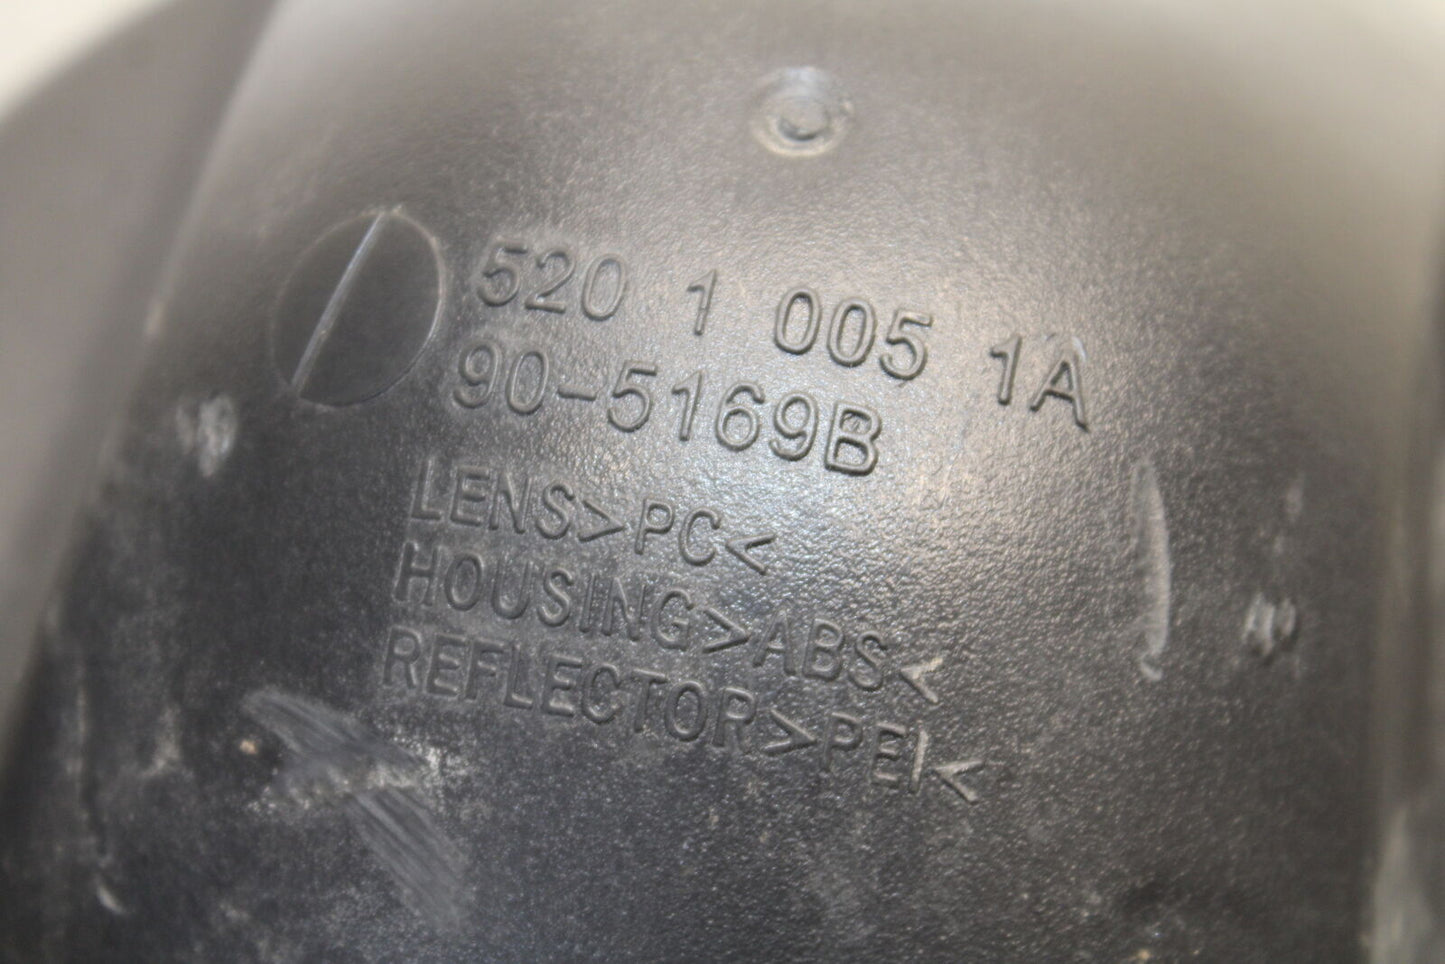 520 1 005 1A
90-5169B
LENS>PC<
HOUSING>ABS<
REFLECTOR>PEI<